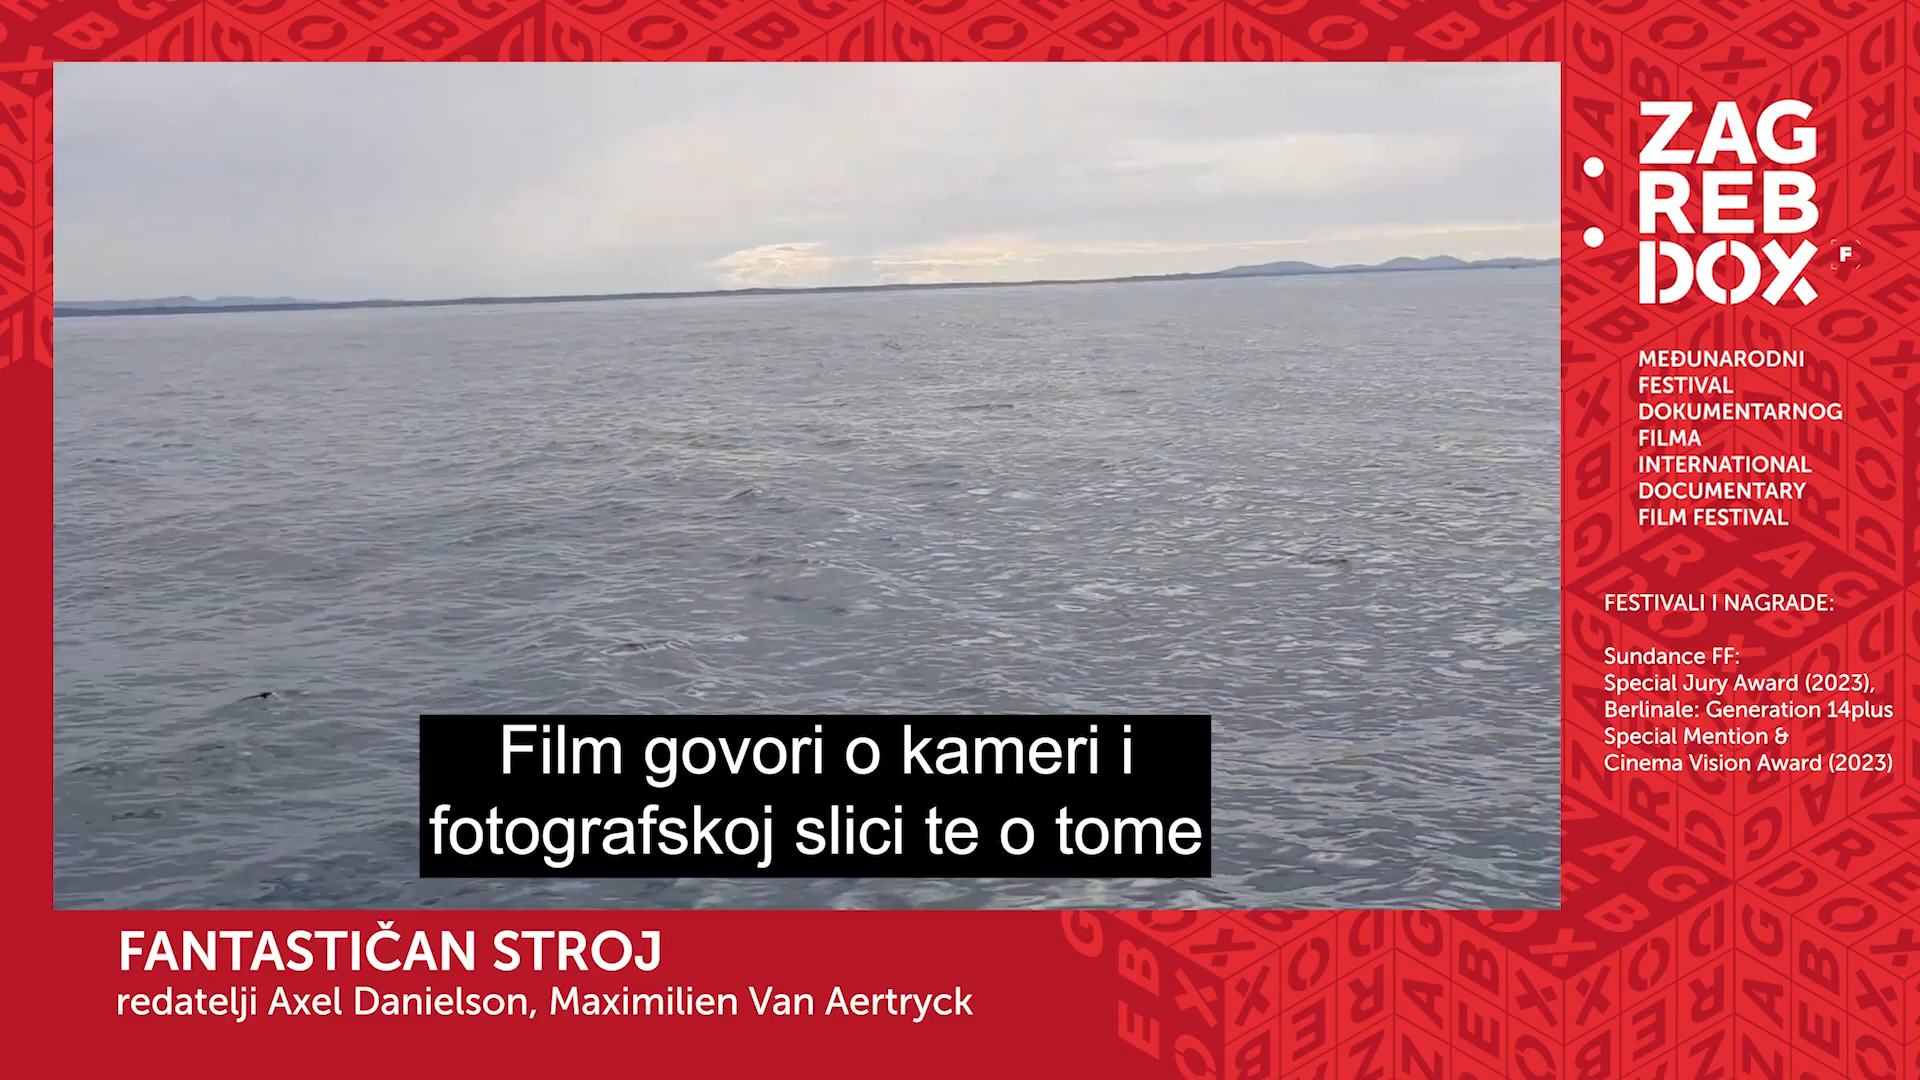 ZAG
REB
DOX
F
MEĐUNARODNI
FESTIVAL
DOKUMENTARNOG
FILMA
INTERNATIONAL
DOCUMENTARY
FILM FESTIVAL
FESTIVALI I NAGRADE:
Sundance FF:
Special Jury Award (2023),
Berlinale: Generation 14plus
Special Mention &
Cinema Vision Award (2023)
Film govori o kameri i
fotografskoj slici te o tome
FANTASTIČAN STROJ
redatelji Axel Danielson, Maximilien Van Aertryck